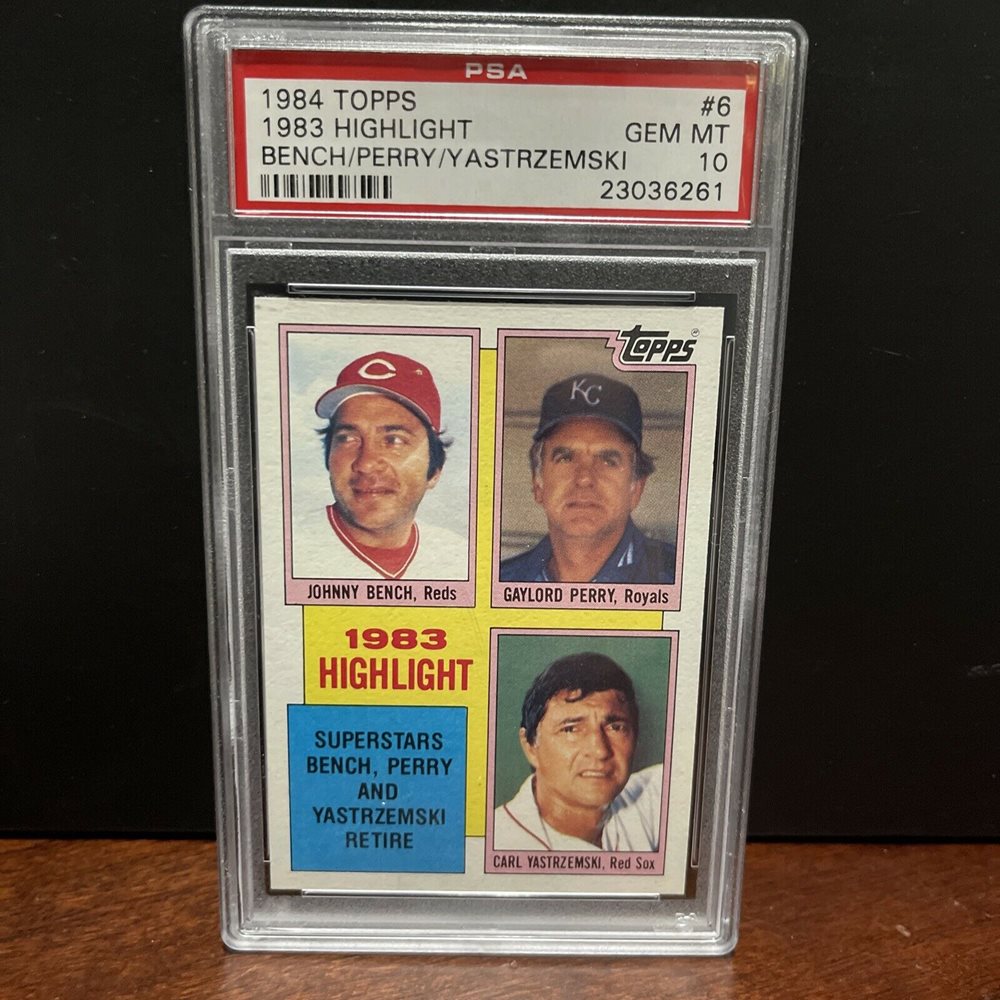 PSA
1984 TOPPS #6
1983 HIGHLIGHT GEM MT
BENCH/PERRY/YASTRZEMSKI 10
23036261
Topps®
C
KC
JOHNNY BENCH, Reds
GAYLORD PERRY, Royals
1983
HIGHLIGHT
SUPERSTARS
BENCH, PERRY
AND
YASTRZEMSKI
RETIRE
CARL YASTRZEMSKI, Red Sox